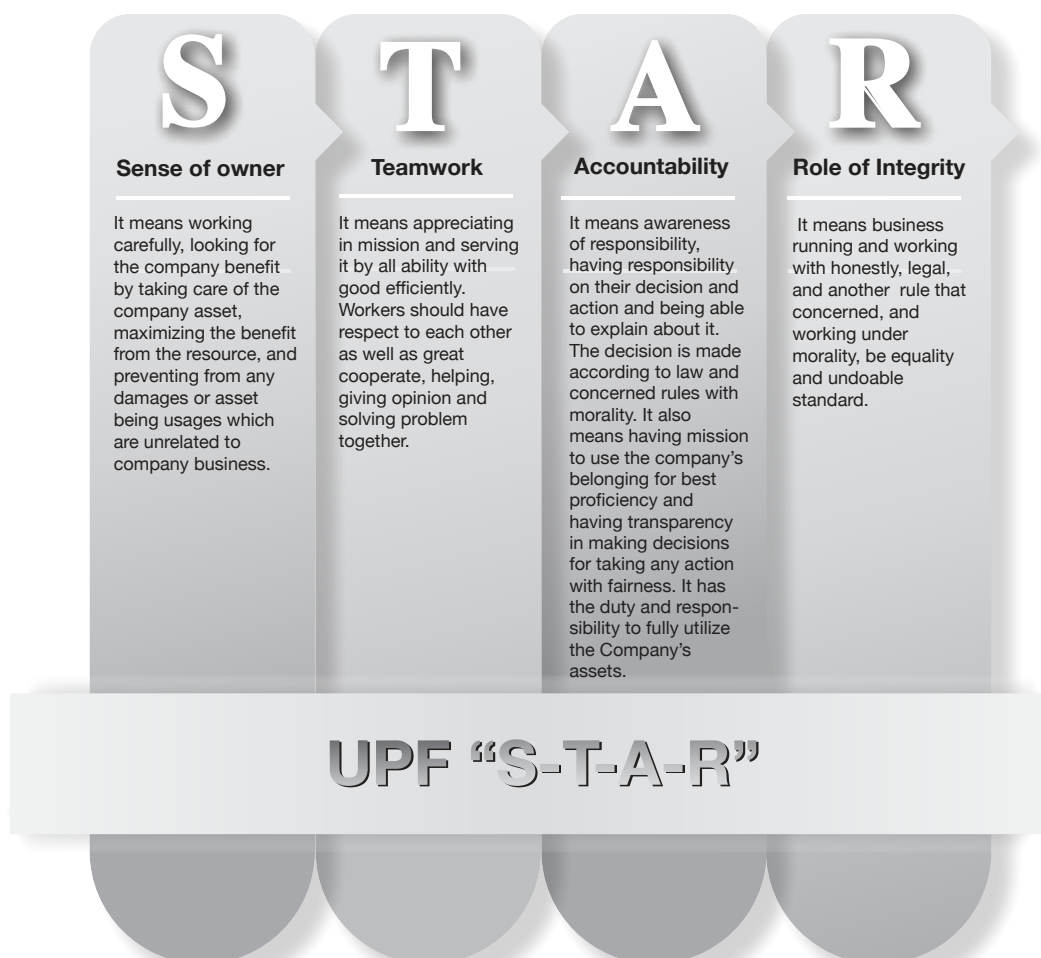 S
Sense of owner
It means working
carefully, looking for
the company benefit
by taking care of the
company asset,
maximizing the benefit
from the resource, and
preventing from any
damages or asset
being usages which
are unrelated to
company business.
T
Teamwork
It means appreciating
in mission and serving
it by all ability with
good efficiently.
Workers should have
respect to each other
as well as great
cooperate, helping,
giving opinion and
solving problem
together.
A
Accountability
It means awareness
of responsibility,
having responsibility
on their decision and
action and being able
to explain about it.
The decision is made
according to law and
concerned rules with
morality. It also
means having mission
to use the company’s
belonging for best
proficiency and
having transparency
in making decisions
for taking any action
with fairness. It has
the duty and respon-
sibility to fully utilize
the Company’s
assets.
R
Role of Integrity
It means business
running and working
with honestly, legal,
and another  rule that
concerned, and
working under
morality, be equality
and undoable
standard.
UPF “S-T-A-R”